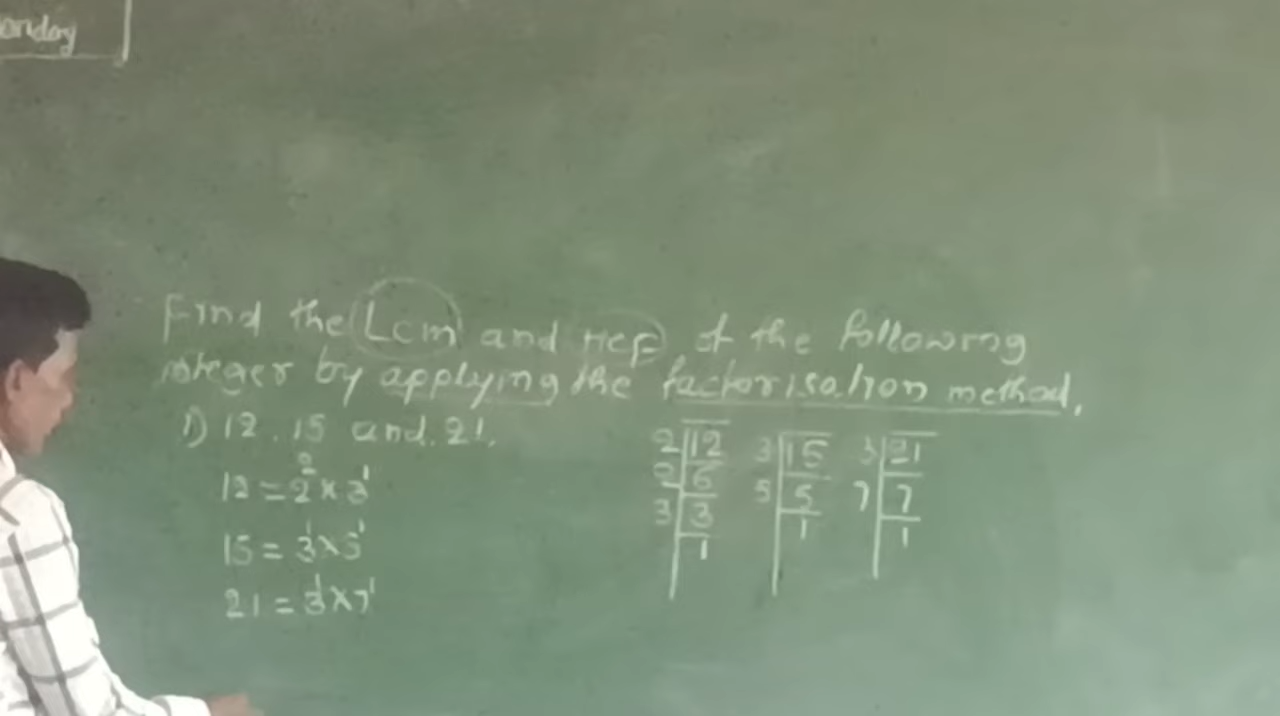 onday
Find the Lcm and HCF of the following
nteger by applying the factorisation method.
1) 12, 15 and 21.
12 = 2² × 3¹
15 = 3¹ × 5¹
21 = 3¹ × 7¹
2 12
2 6
3 3
1
3 15
5 5
1
3 21
7 7
1